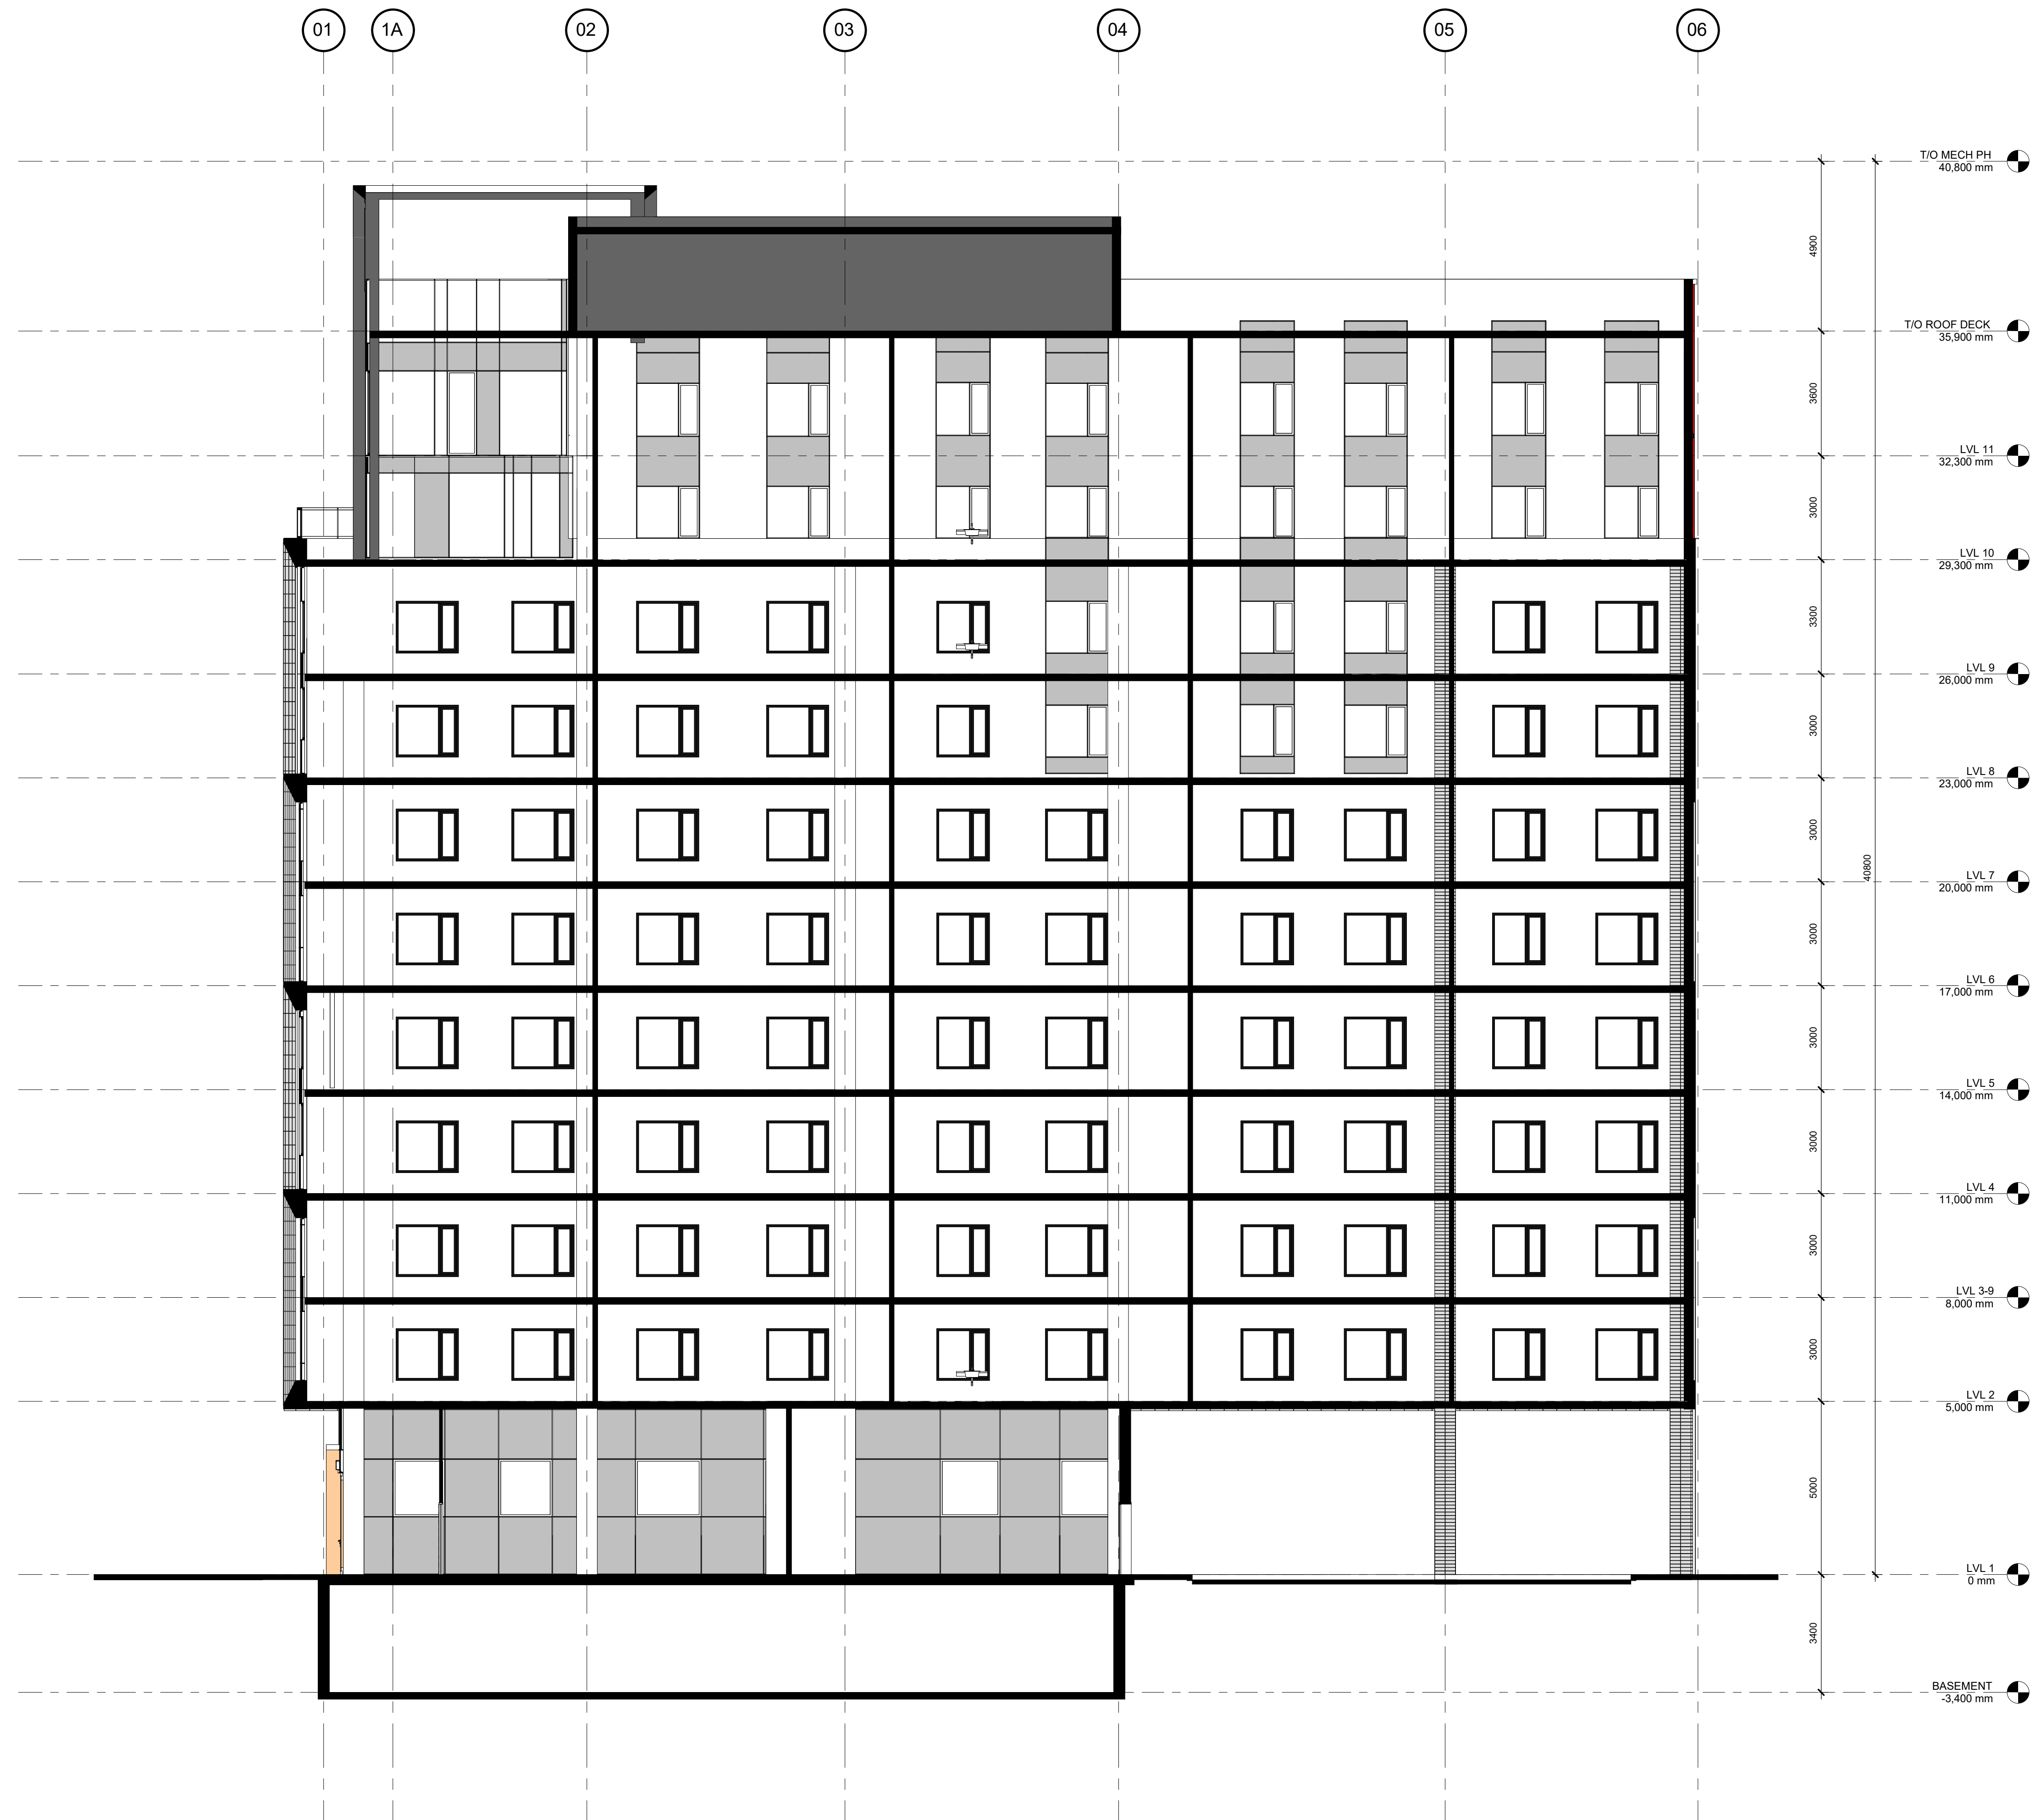 01 1A 02 03 04 05 06
T/O MECH PH
40,800 mm
4900
T/O ROOF DECK
35,900 mm
3600
LVL 11
32,300 mm
3000
LVL 10
29,300 mm
3300
LVL 9
26,000 mm
3000
LVL 8
23,000 mm
3000
40800
LVL 7
20,000 mm
3000
LVL 6
17,000 mm
3000
LVL 5
14,000 mm
3000
LVL 4
11,000 mm
3000
LVL 3-9
8,000 mm
3000
LVL 2
5,000 mm
5000
LVL 1
0 mm
3400
BASEMENT
-3,400 mm